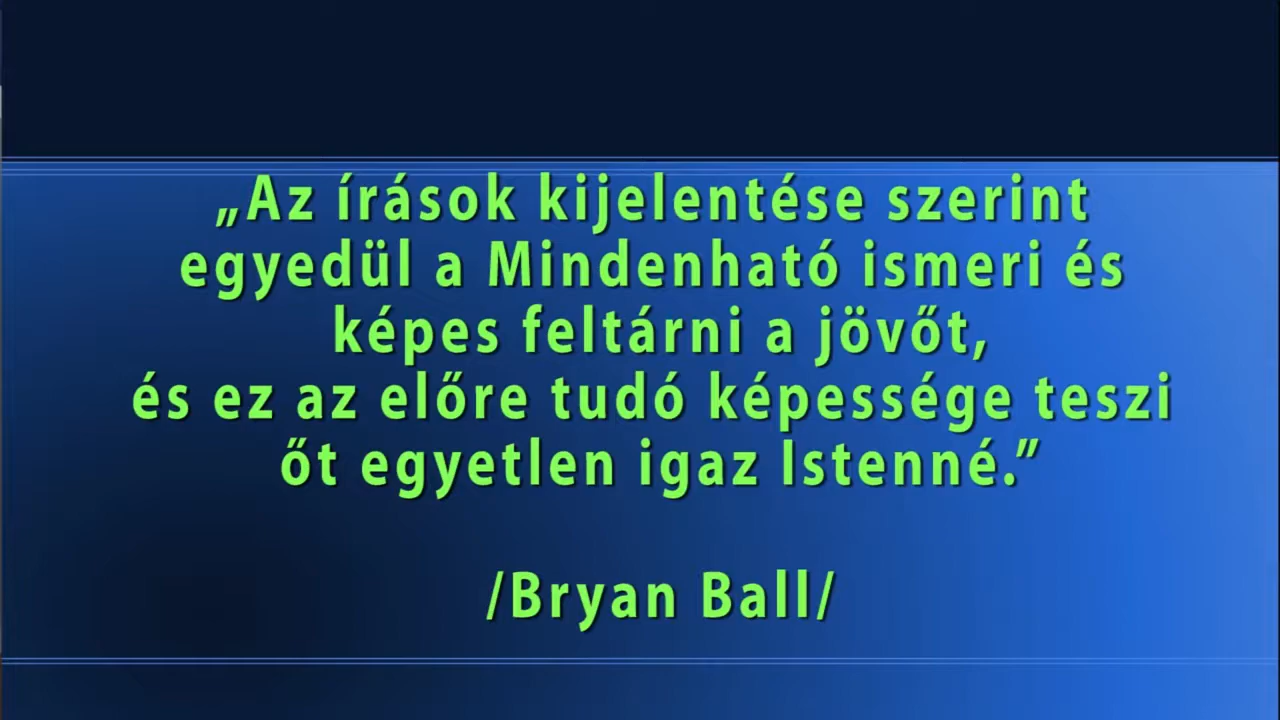 „Az írások kijelentése szerint
egyedül a Mindenható ismeri és
képes feltárni a jövőt,
és ez az előre tudó képessége teszi
őt egyetlen igaz Istenné.”
/Bryan Ball/